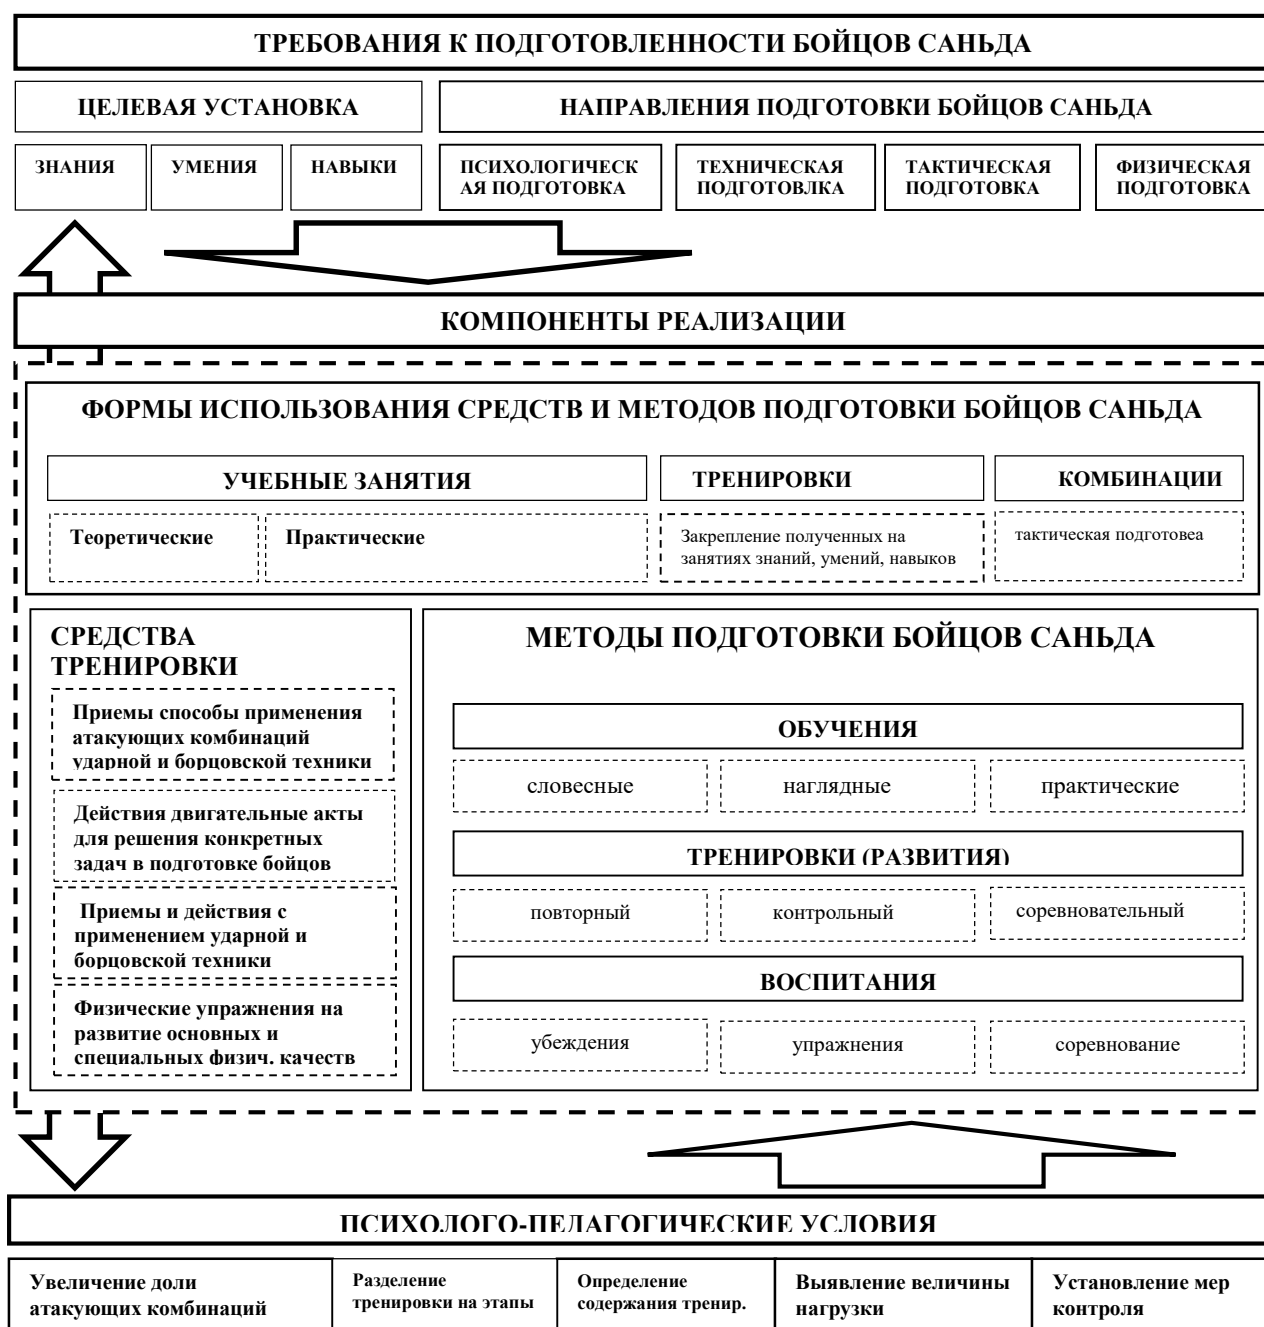 ТРЕБОВАНИЯ К ПОДГОТОВЛЕННОСТИ БОЙЦОВ САНЬДА
ЦЕЛЕВАЯ УСТАНОВКА
НАПРАВЛЕНИЯ ПОДГОТОВКИ БОЙЦОВ САНЬДА
ЗНАНИЯ
УМЕНИЯ
НАВЫКИ
ПСИХОЛОГИЧЕСК
АЯ ПОДГОТОВКА
ТЕХНИЧЕСКАЯ
ПОДГОТОВЛКА
ТАКТИЧЕСКАЯ
ПОДГОТОВКА
ФИЗИЧЕСКАЯ
ПОДГОТОВКА
КОМПОНЕНТЫ РЕАЛИЗАЦИИ
ФОРМЫ ИСПОЛЬЗОВАНИЯ СРЕДСТВ И МЕТОДОВ ПОДГОТОВКИ БОЙЦОВ САНЬДА
УЧЕБНЫЕ ЗАНЯТИЯ
ТРЕНИРОВКИ
КОМБИНАЦИИ
Теоретические
Практические
Закрепление полученных на
занятиях знаний, умений, навыков
тактическая подготовеа
СРЕДСТВА
ТРЕНИРОВКИ
Приемы способы применения
атакующих комбинаций
ударной и борцовской техники
Действия двигательные акты
для решения конкретных
задач в подготовке бойцов
Приемы и действия с
применением ударной и
борцовской техники
Физические упражнения на
развитие основных и
специальных физич. качеств
МЕТОДЫ ПОДГОТОВКИ БОЙЦОВ САНЬДА
ОБУЧЕНИЯ
словесные
наглядные
практические
ТРЕНИРОВКИ (РАЗВИТИЯ)
повторный
контрольный
соревновательный
ВОСПИТАНИЯ
убеждения
упражнения
соревнование
ПСИХОЛОГО-ПЕДАГОГИЧЕСКИЕ УСЛОВИЯ
Увеличение доли
атакующих комбинаций
Разделение
тренировки на этапы
Определение
содержания тренир.
Выявление величины
нагрузки
Установление мер
контроля